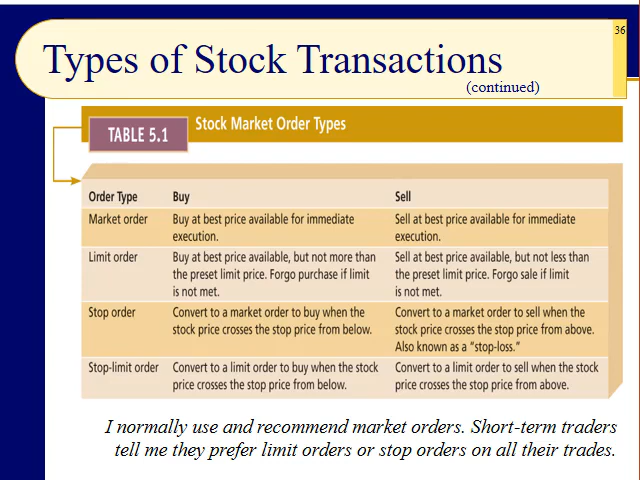 36
Types of Stock Transactions
(continued)
TABLE 5.1
Stock Market Order Types
Order Type Buy Sell
Market order Buy at best price available for immediate Sell at best price available for immediate
execution. execution.
Limit order Buy at best price available, but not more than Sell at best price available, but not less than
the preset limit price. Forgo purchase if limit the preset limit price. Forgo sale if limit
is not met. is not met.
Stop order Convert to a market order to buy when the Convert to a market order to sell when the
stock price crosses the stop price from below. stock price crosses the stop price from above.
Also known as a “stop-loss.”
Stop-limit order Convert to a limit order to buy when the stock Convert to a limit order to sell when the stock
price crosses the stop price from below. price crosses the stop price from above.
I normally use and recommend market orders. Short-term traders
tell me they prefer limit orders or stop orders on all their trades.